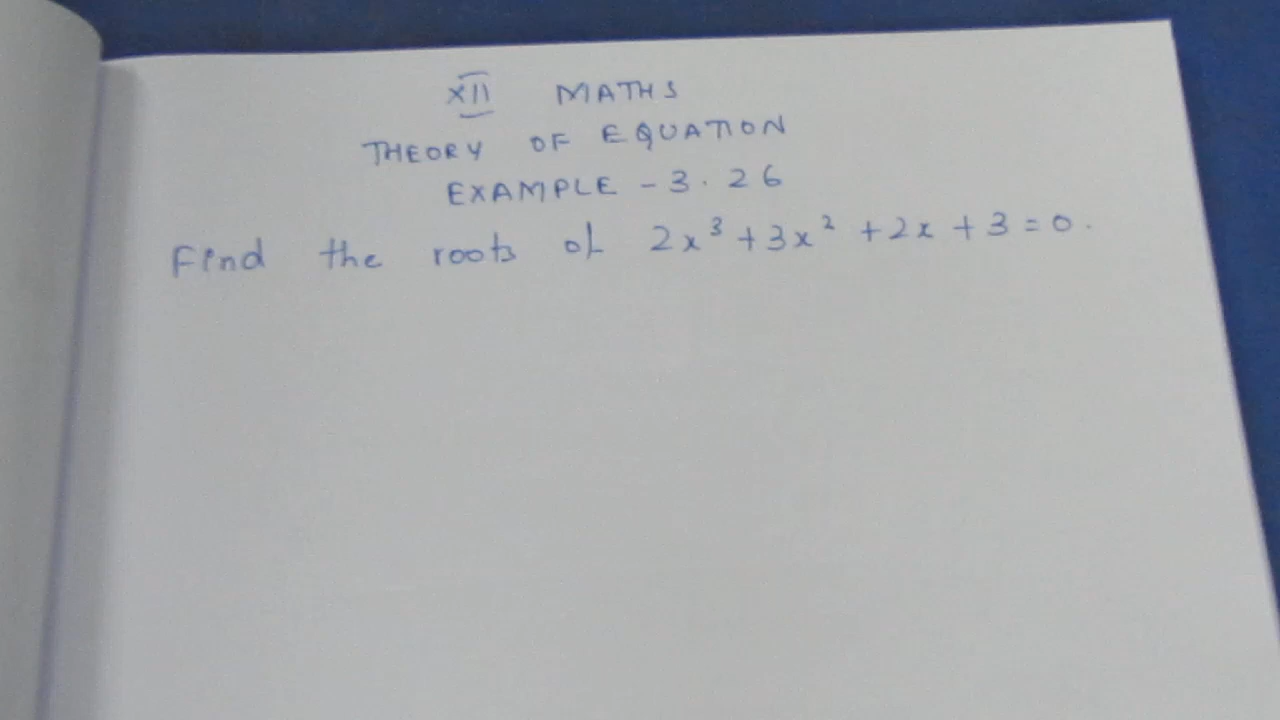 XII MATHS
THEORY OF EQUATION
EXAMPLE - 3.26
Find the roots of 2x³ + 3x² + 2x + 3 = 0.